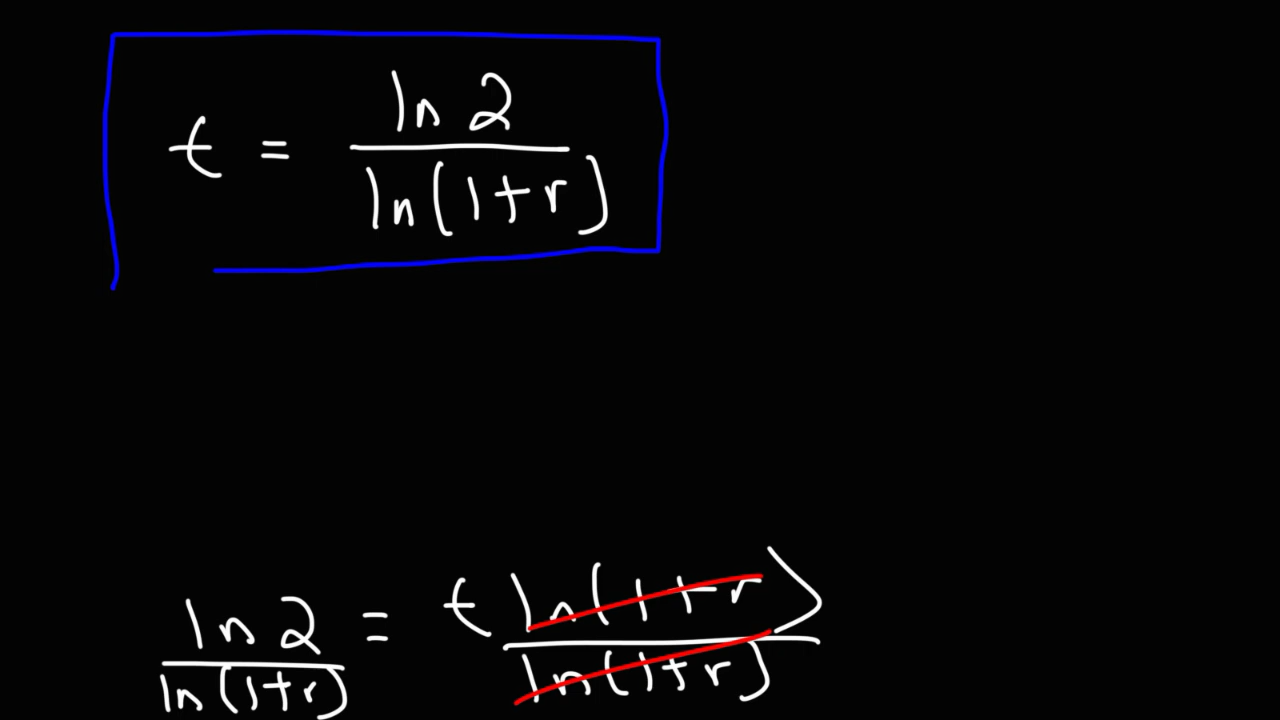 t = ln 2 / ln(1+r)
ln 2 / ln(1+r) = t ln(1+r) / ln(1+r)